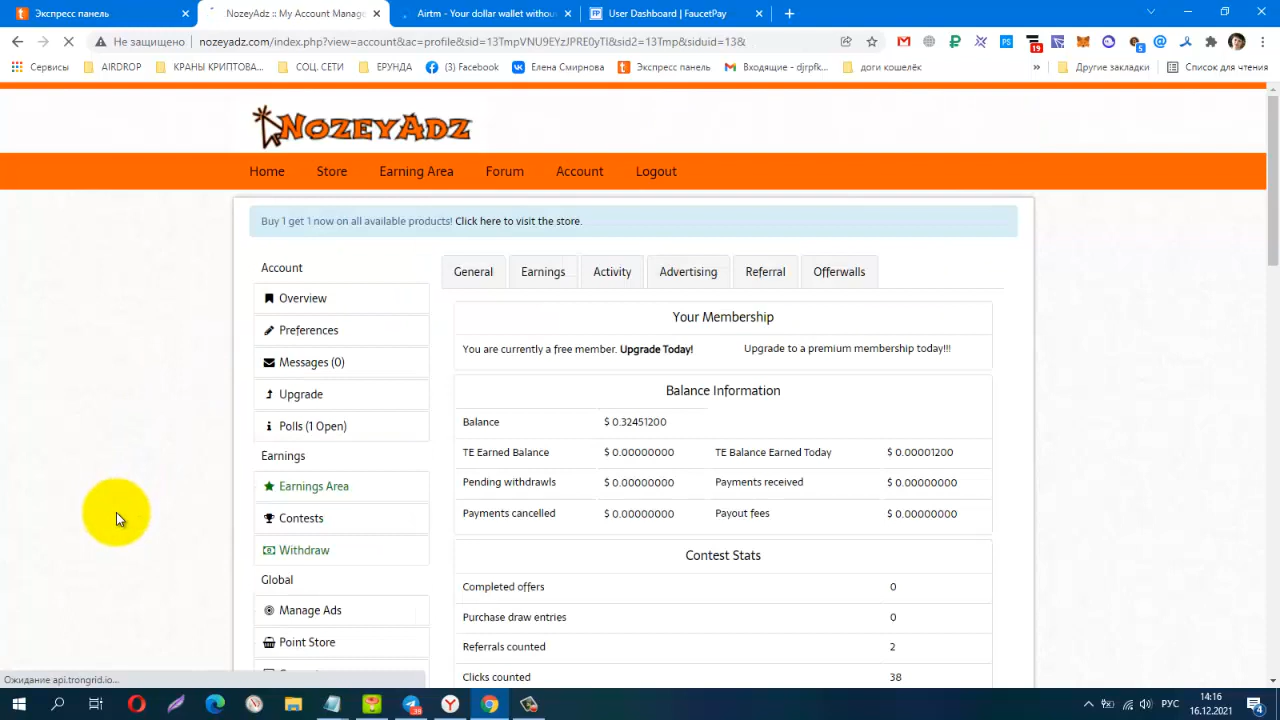 Экспресс панель
NozeyAdz :: My Account Manage
Airtm - Your dollar wallet withou
User Dashboard | FaucetPay
Не защищено
nozeyadz.com/index.php?view=account&ac=profile&sid=13TmpVNU9EYzJPRE0yTl&sid2=13Tmp&siduid=13&
19
5
Сервисы
AIRDROP
КРАНЫ КРИПТОВА...
СОЦ. СЕТИ
ЕРУНДА
(3) Facebook
Елена Смирнова
Экспресс панель
Входящие - djrpfk...
доги кошелёк
»
Другие закладки
Список для чтения
NozeyAdz
Home
Store
Earning Area
Forum
Account
Logout
Buy 1 get 1 now on all available products! Click here to visit the store.
Account
Overview
Preferences
Messages (0)
Upgrade
Polls (1 Open)
Earnings
Earnings Area
Contests
Withdraw
Global
Manage Ads
Point Store
General
Earnings
Activity
Advertising
Referral
Offerwalls
Your Membership
You are currently a free member. Upgrade Today!
Upgrade to a premium membership today!!!
Balance Information
Balance $ 0.32451200
TE Earned Balance $ 0.00000000 TE Balance Earned Today $ 0.00001200
Pending withdrawls $ 0.00000000 Payments received $ 0.00000000
Payments cancelled $ 0.00000000 Payout fees $ 0.00000000
Contest Stats
Completed offers 0
Purchase draw entries 0
Referrals counted 2
Clicks counted 38
Ожидание api.trongrid.io...
РУС
14:16
16.12.2021
4